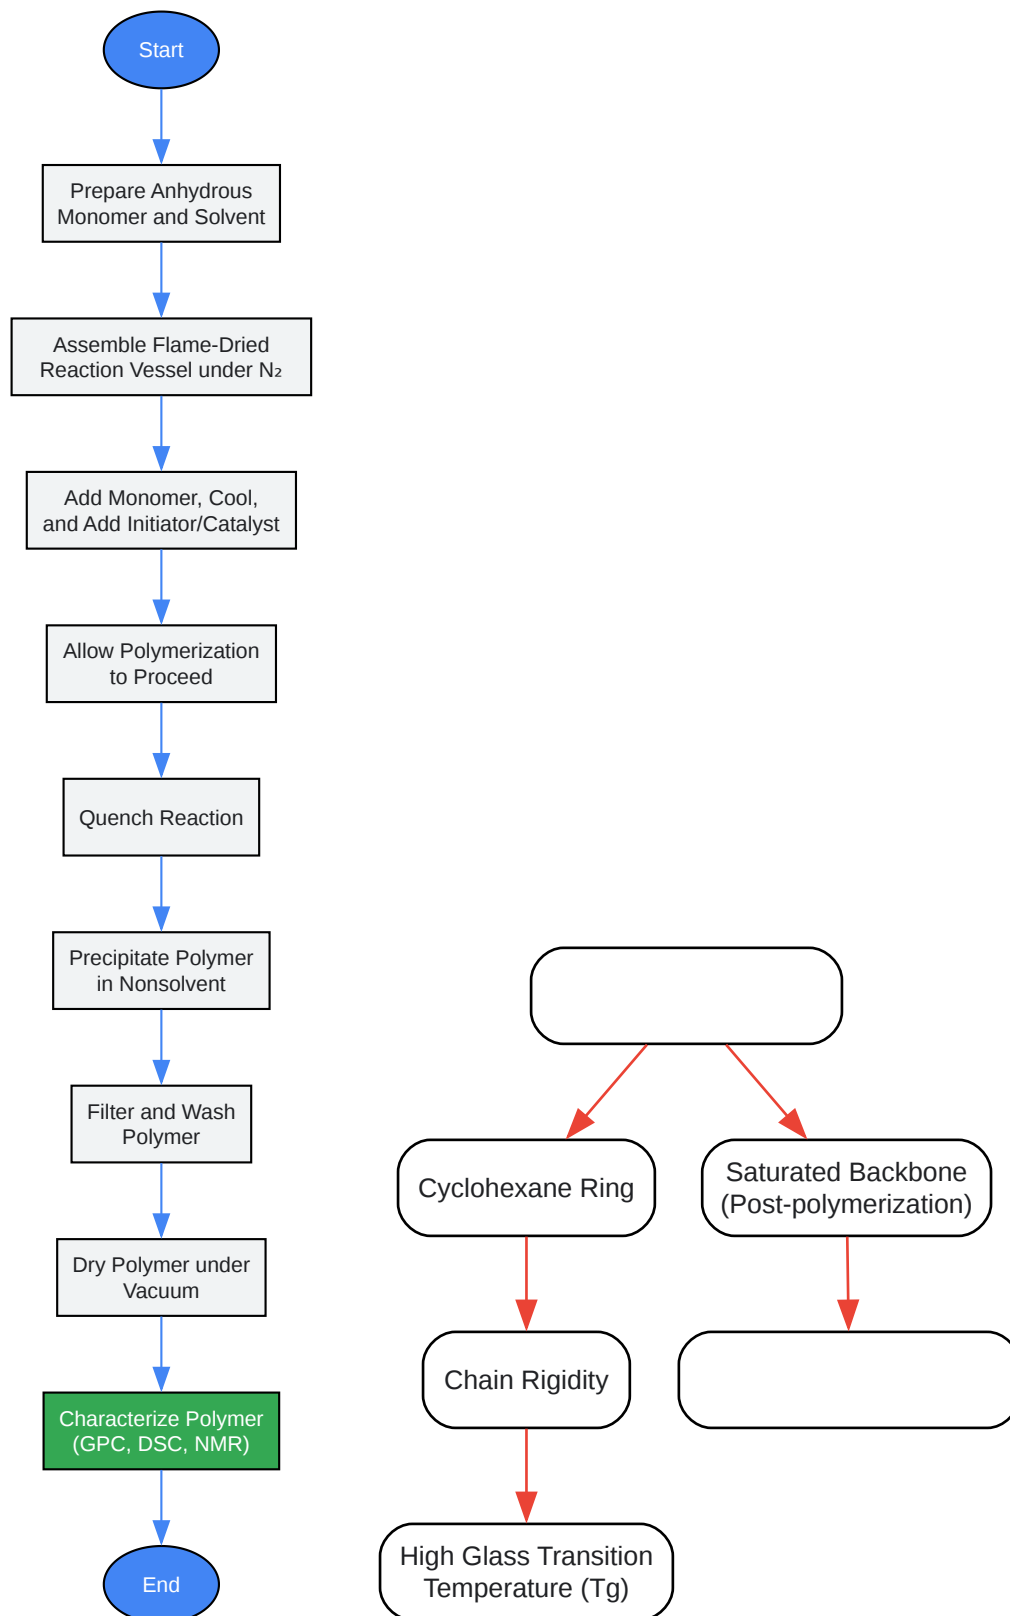 Start
Prepare Anhydrous
Monomer and Solvent
Assemble Flame-Dried
Reaction Vessel under N₂
Add Monomer, Cool,
and Add Initiator/Catalyst
Allow Polymerization
to Proceed
Quench Reaction
Precipitate Polymer
in Nonsolvent
Filter and Wash
Polymer
Dry Polymer under
Vacuum
Characterize Polymer
(GPC, DSC, NMR)
End
Cyclohexane Ring
Saturated Backbone
(Post-polymerization)
Chain Rigidity
High Glass Transition
Temperature (Tg)